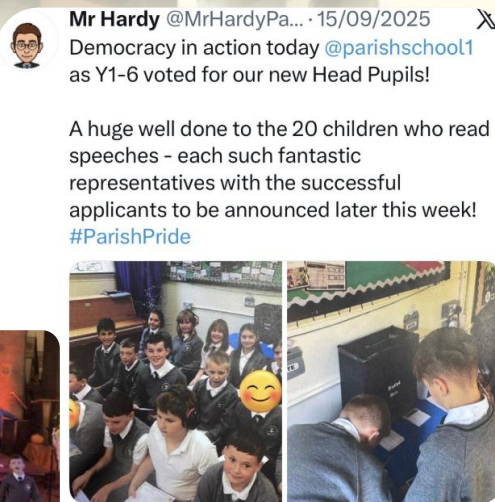 Mr Hardy @MrHardyPa... · 15/09/2025
Democracy in action today @parishschool1
as Y1-6 voted for our new Head Pupils!
A huge well done to the 20 children who read
speeches - each such fantastic
representatives with the successful
applicants to be announced later this week!
#ParishPride